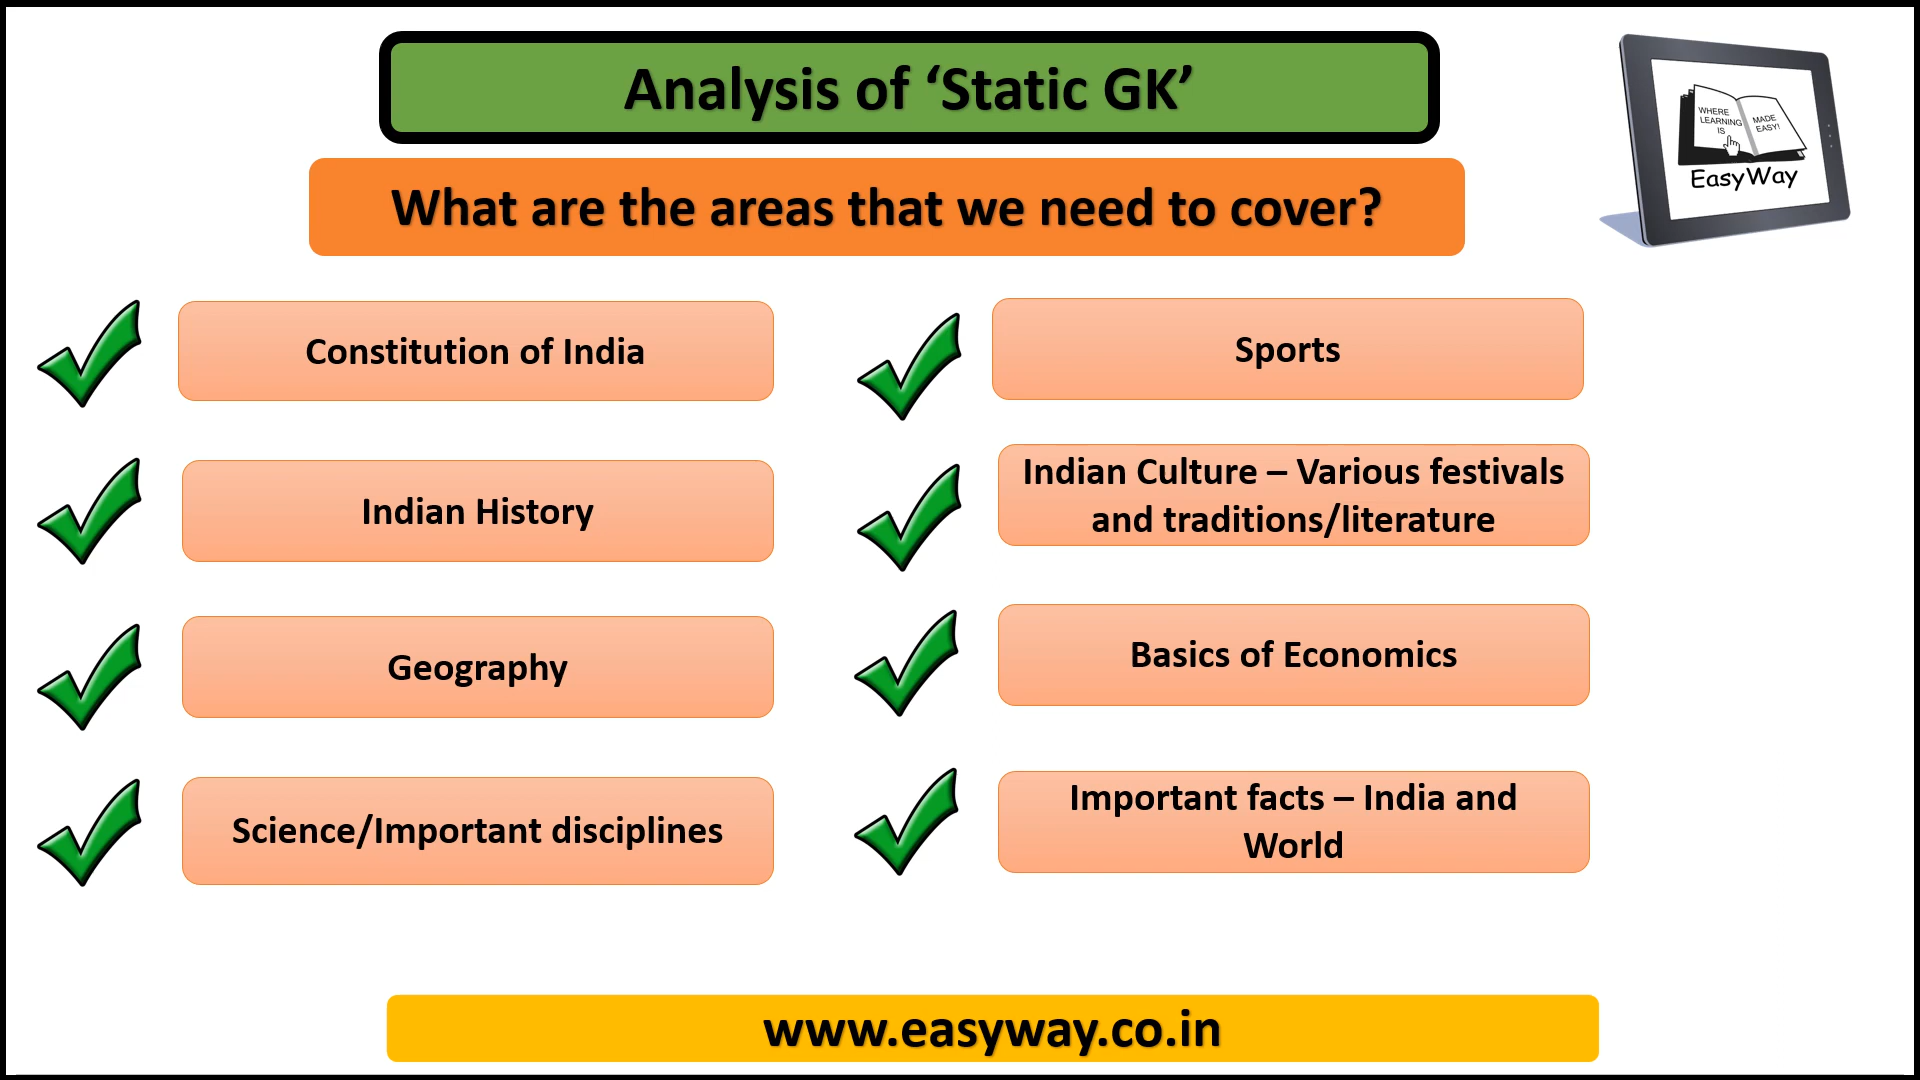 Analysis of ‘Static GK’
WHERE
LEARNING
IS
MADE
EASY!
EasyWay
What are the areas that we need to cover?
Constitution of India
Indian History
Geography
Science/Important disciplines
Sports
Indian Culture – Various festivals
and traditions/literature
Basics of Economics
Important facts – India and
World
www.easyway.co.in